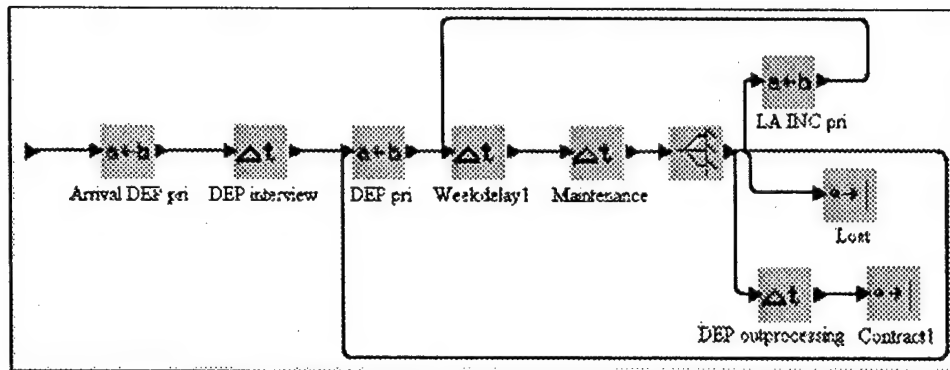 a←b
LA INC pri
a←b
Δt
a←b
Δt
Δt
Arrival DEP pri
DEP interview
DEP pri
Weekdelay1
Maintenance
Lost
Δt
DEP outprocessing
Contract1